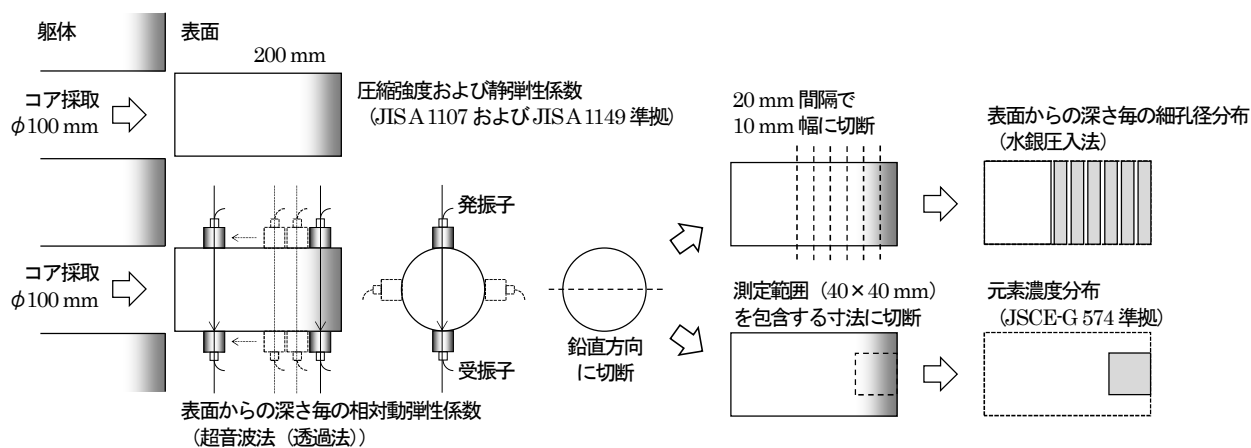 躯体
表面
200 mm
コア採取
φ100 mm
圧縮強度および静弾性係数
（JIS A 1107 および JIS A 1149 準拠）
コア採取
φ100 mm
発振子
受振子
表面からの深さ毎の相対動弾性係数
（超音波法（透過法））
鉛直方向
に切断
20 mm 間隔で
10 mm 幅に切断
表面からの深さ毎の細孔径分布
（水銀圧入法）
測定範囲（40×40 mm）
を包含する寸法に切断
元素濃度分布
（JSCE-G 574 準拠）